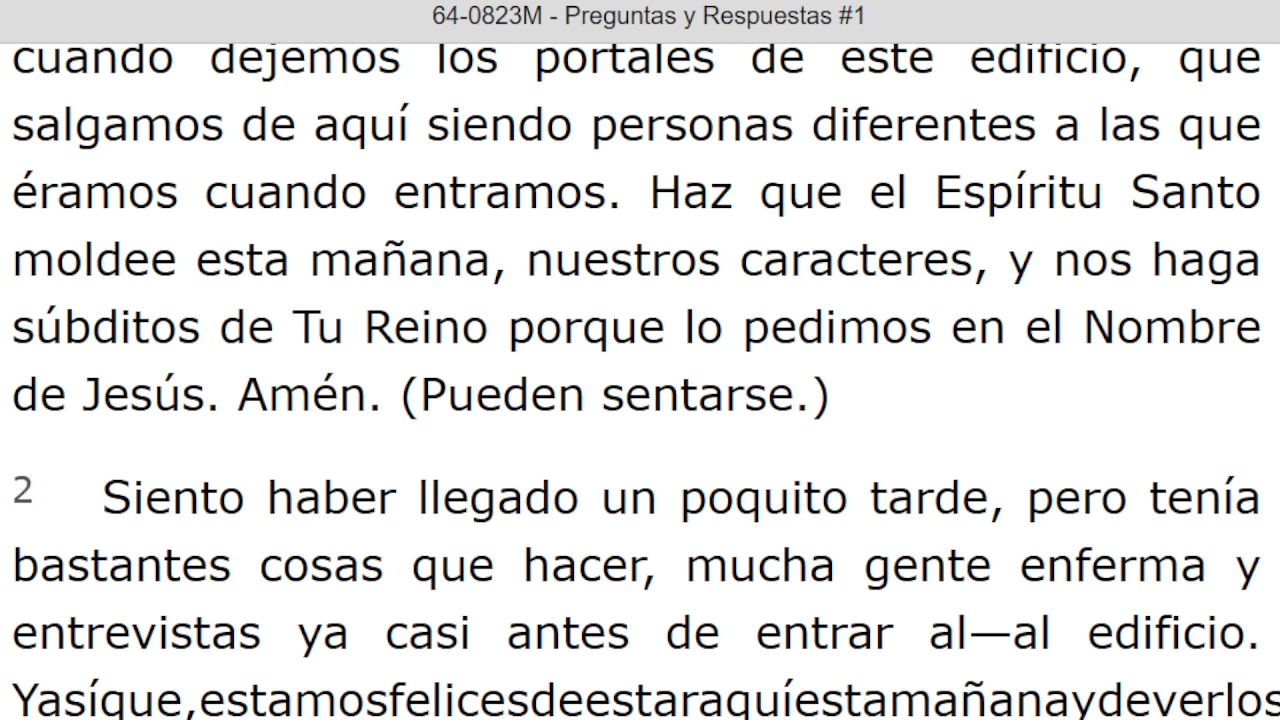 64-0823M - Preguntas y Respuestas #1
cuando dejemos los portales de este edificio, que
salgamos de aquí siendo personas diferentes a las que
éramos cuando entramos. Haz que el Espíritu Santo
moldee esta mañana, nuestros caracteres, y nos haga
súbditos de Tu Reino porque lo pedimos en el Nombre
de Jesús. Amén. (Pueden sentarse.)
2 Siento haber llegado un poquito tarde, pero tenía
bastantes cosas que hacer, mucha gente enferma y
entrevistas ya casi antes de entrar al—al edificio.
Yasíque,estamosfelicesdeestaraquíestamañanaydeverlos